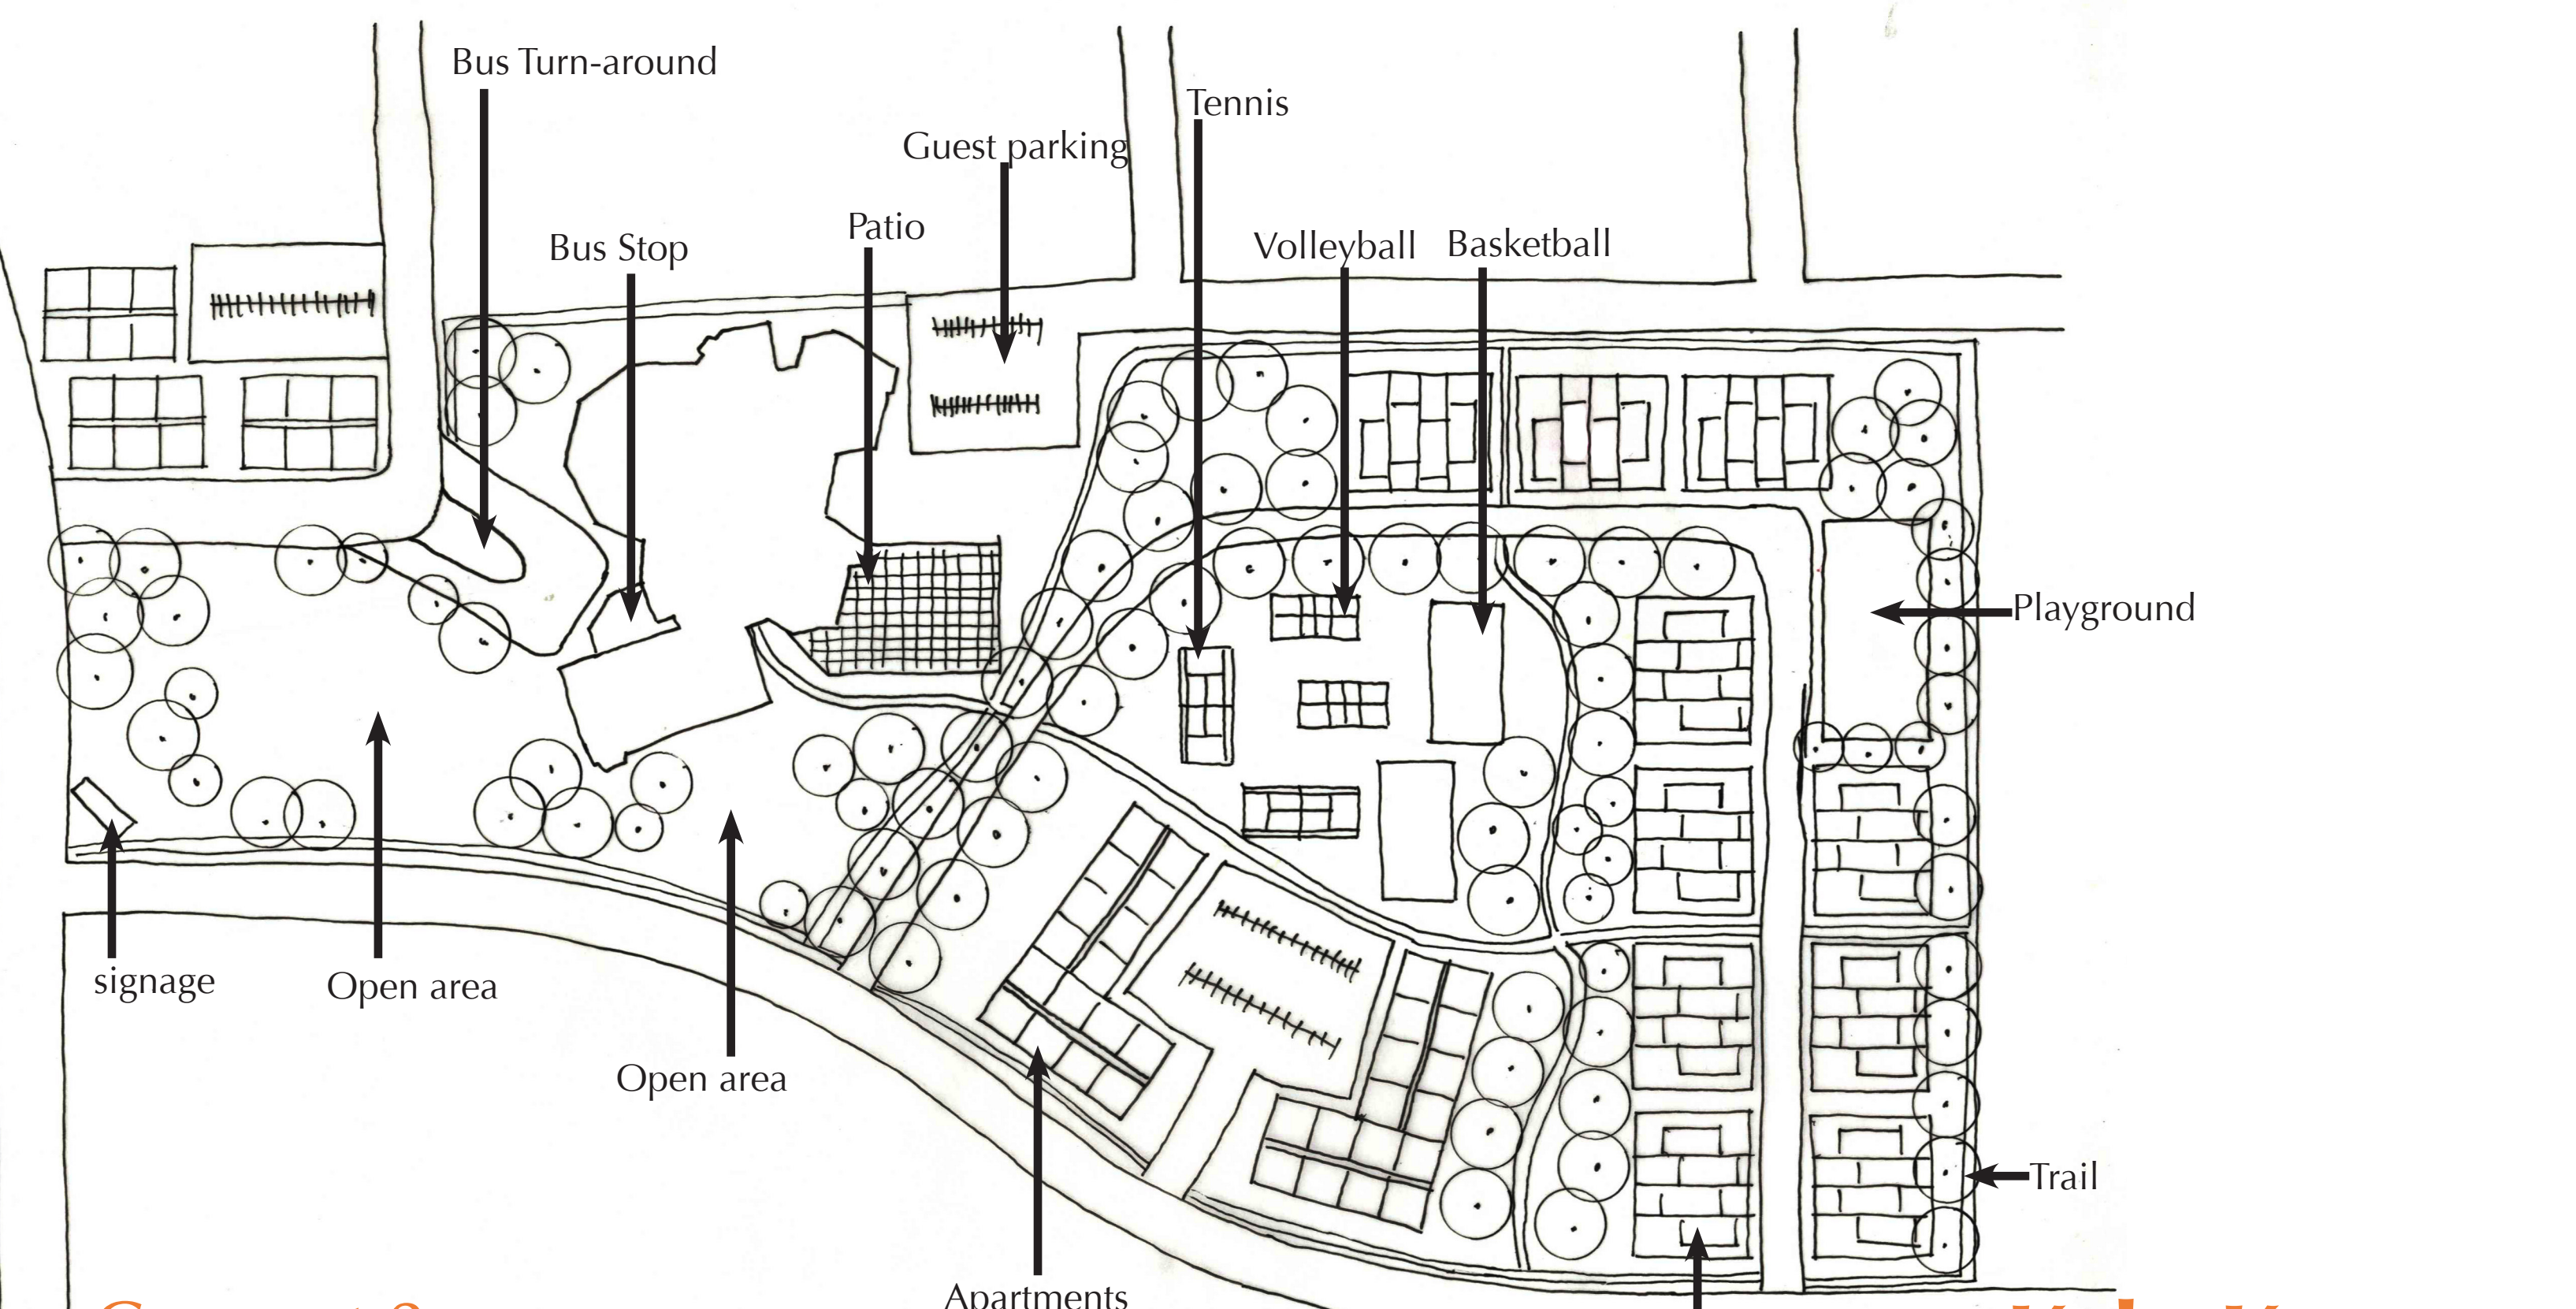 Bus Turn-around
Tennis
Guest parking
Patio
Bus Stop
Volleyball
Basketball
Playground
signage
Open area
Open area
Trail
Apartments